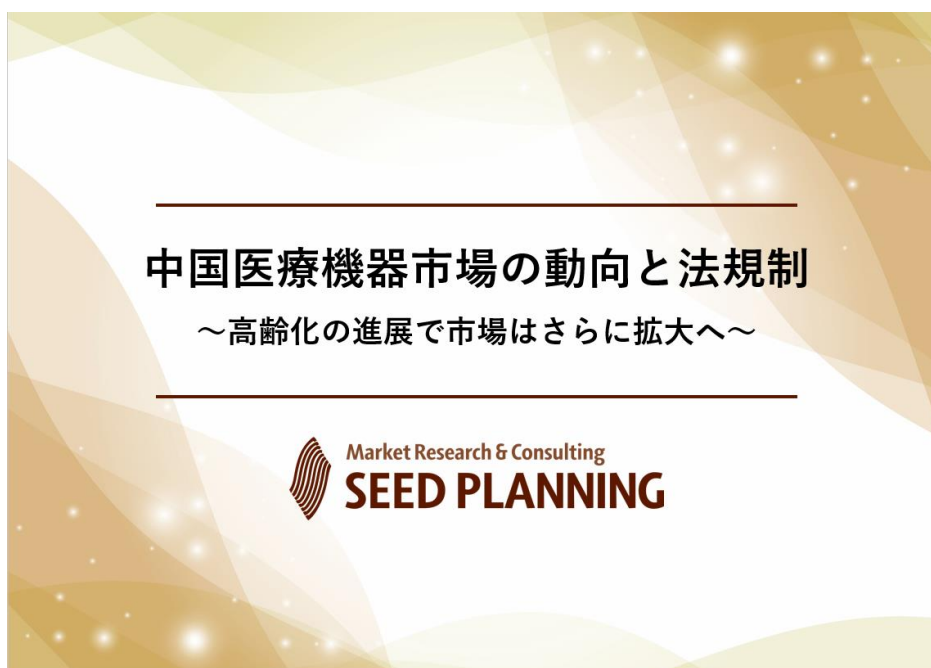 中国医療機器市場の動向と法規制
～高齢化の進展で市場はさらに拡大へ～
Market Research & Consulting
SEED PLANNING